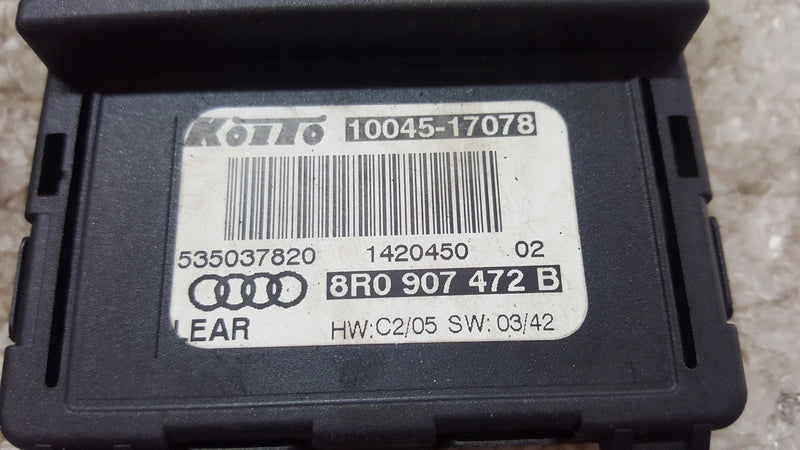 KOITO 10045-17078
535037820 1420450 02
8R0 907 472 B
LEAR HW:C2/05 SW: 03/42